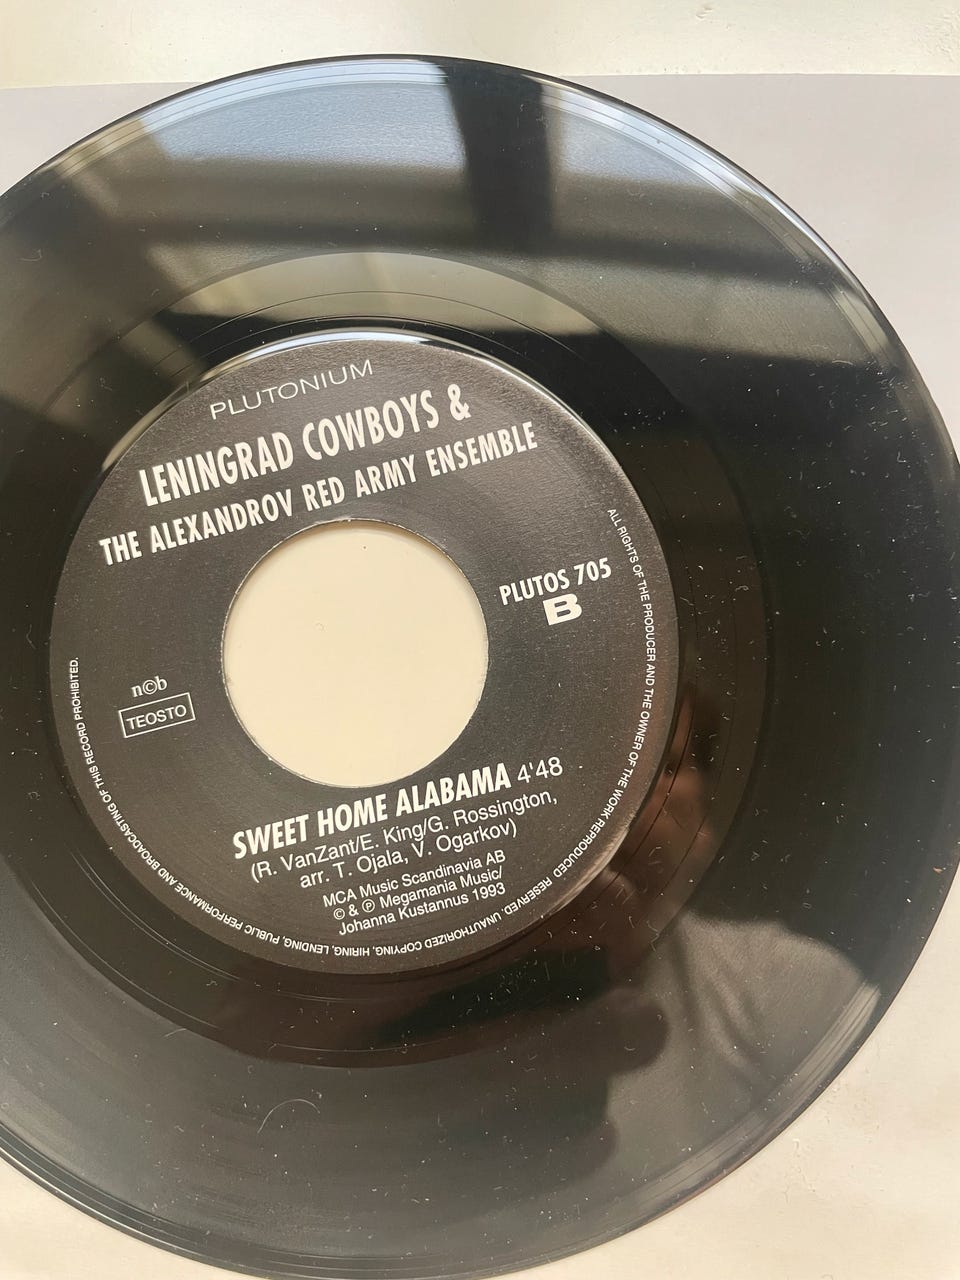 PLUTONIUM
LENINGRAD COWBOYS &
THE ALEXANDROV RED ARMY ENSEMBLE
PLUTOS 705
B
n©b
TEOSTO
SWEET HOME ALABAMA 4'48
(R. VanZant/E. King/G. Rossington,
arr. T. Ojala, V. Ogarkov)
MCA Music Scandinavia AB
© & ℗ Megamania Music/
Johanna Kustannus 1993
ALL RIGHTS OF THE PRODUCER AND THE OWNER OF THE WORK REPRODUCED RESERVED. UNAUTHORIZED COPYING, HIRING, LENDING, PUBLIC PERFORMANCE AND BROADCASTING OF THIS RECORD PROHIBITED.